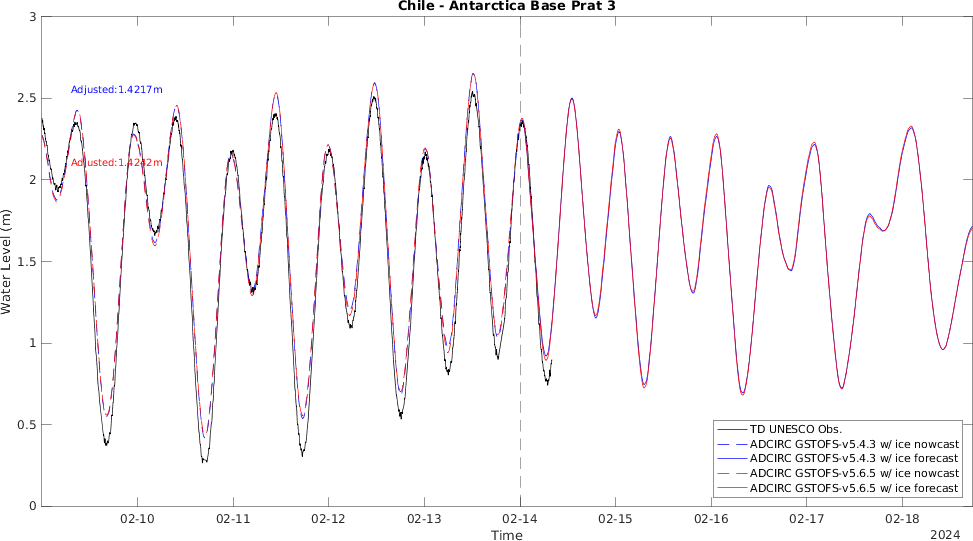 Chile - Antarctica Base Prat 3
3
2.5
2
1.5
1
0.5
0
Water Level (m)
Adjusted:1.4217m
TD UNESCO Obs.
ADCIRC GSTOFS-v5.4.3 w/ ice nowcast
ADCIRC GSTOFS-v5.4.3 w/ ice forecast
ADCIRC GSTOFS-v5.6.5 w/ ice nowcast
ADCIRC GSTOFS-v5.6.5 w/ ice forecast
02-10
02-11
02-12
02-13
02-14
02-15
02-16
02-17
02-18
Time
2024